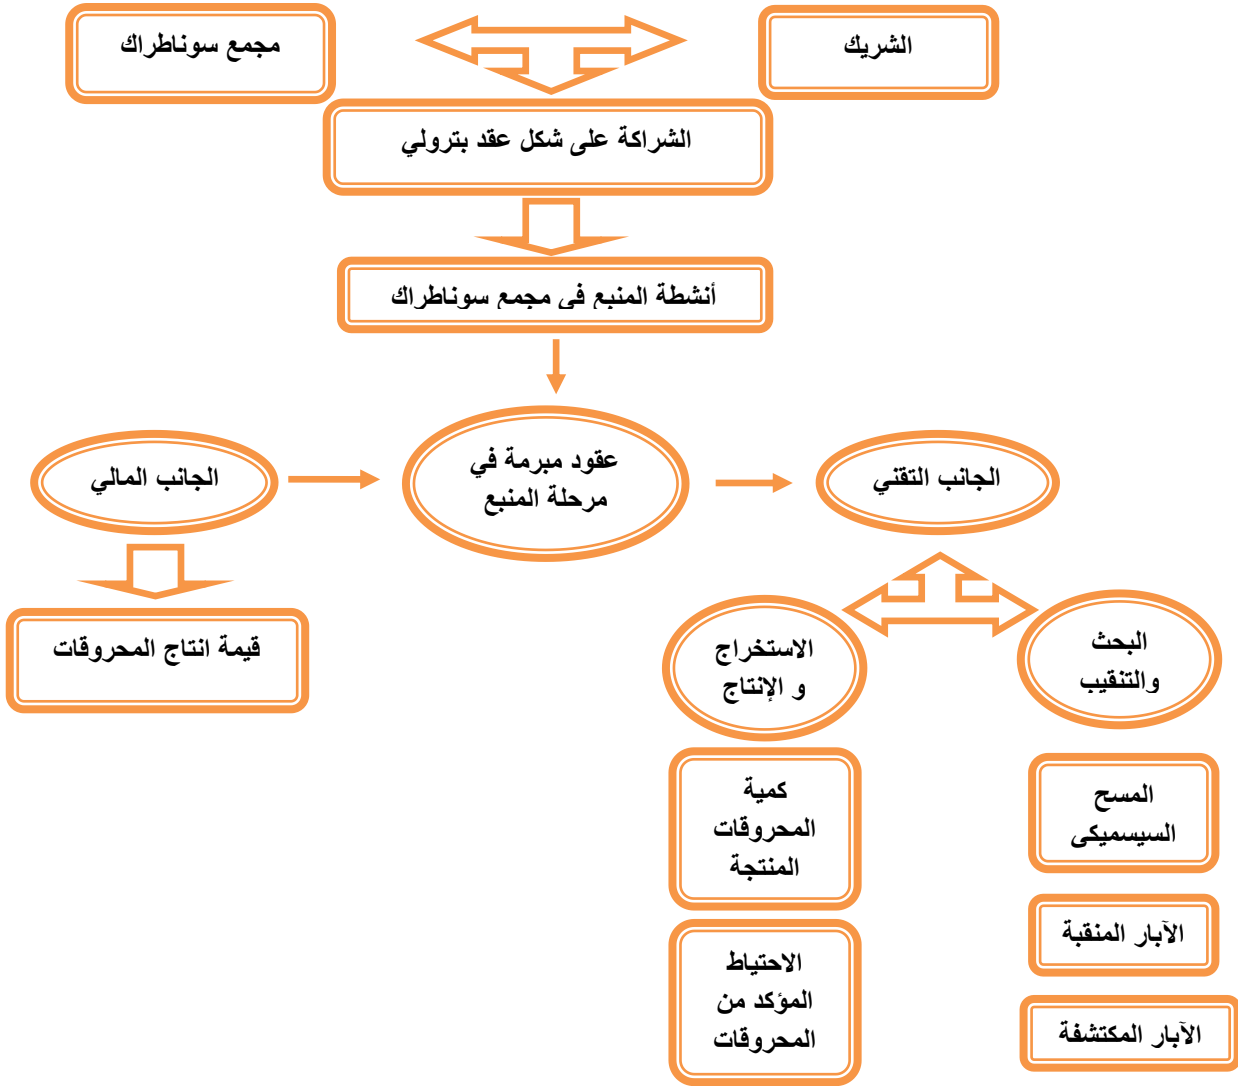 الشريك
مجمع سوناطراك
الشراكة على شكل عقد بترولي
أنشطة المنبع في مجمع سوناطراك
الجانب التقني
عقود مبرمة في
مرحلة المنبع
الجانب المالي
قيمة انتاج المحروقات
البحث
والتنقيب
المسح
السيسميكي
الآبار المنقبة
الآبار المكتشفة
الاستخراج
و الإنتاج
كمية
المحروقات
المنتجة
الاحتياط
المؤكد من
المحروقات